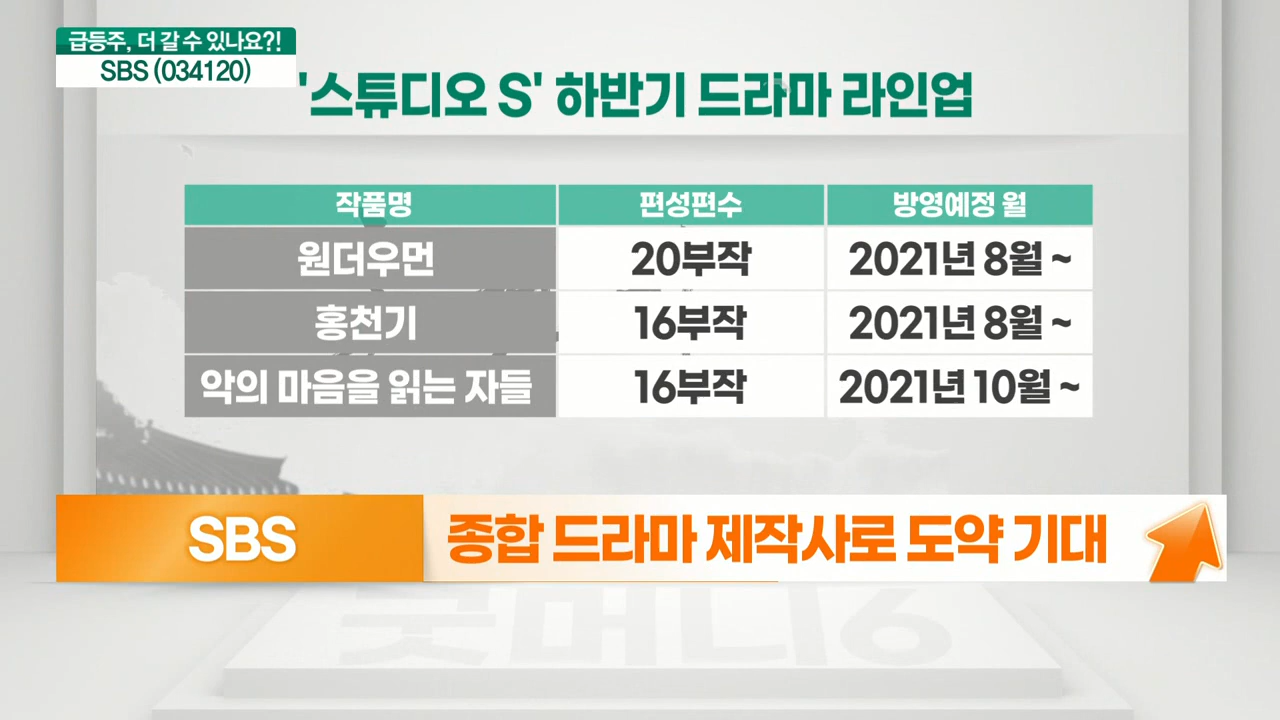 급등주, 더 갈 수 있나요?!
SBS (034120)
'스튜디오 S' 하반기 드라마 라인업
작품명 편성편수 방영예정 월
원더우먼 20부작 2021년 8월 ~
홍천기 16부작 2021년 8월 ~
악의 마음을 읽는 자들 16부작 2021년 10월 ~
SBS 종합 드라마 제작사로 도약 기대
굿머니6